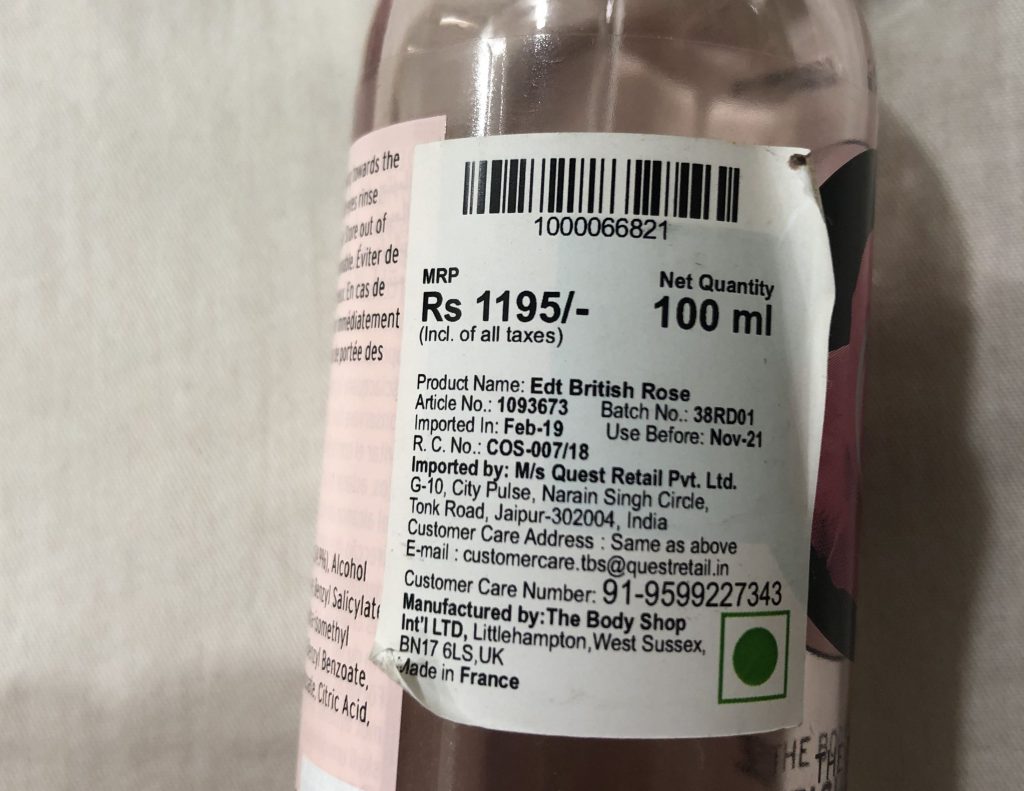 towards the
rinse
Store out of
Éviter de
En cas de
immédiatement
portée des
Alcohol
Benzyl Salicylate
Benzyl Benzoate,
Citric Acid,
1000066821
MRP Net Quantity
Rs 1195/- 100 ml
(Incl. of all taxes)
Product Name: Edt British Rose
Article No.: 1093673 Batch No.: 38RD01
Imported In: Feb-19 Use Before: Nov-21
R. C. No.: COS-007/18
Imported by: M/s Quest Retail Pvt. Ltd.
G-10, City Pulse, Narain Singh Circle,
Tonk Road, Jaipur-302004, India
Customer Care Address : Same as above
E-mail : customercare.tbs@questretail.in
Customer Care Number: 91-9599227343
Manufactured by:The Body Shop
Int'l LTD, Littlehampton,West Sussex,
BN17 6LS,UK
Made in France
THE